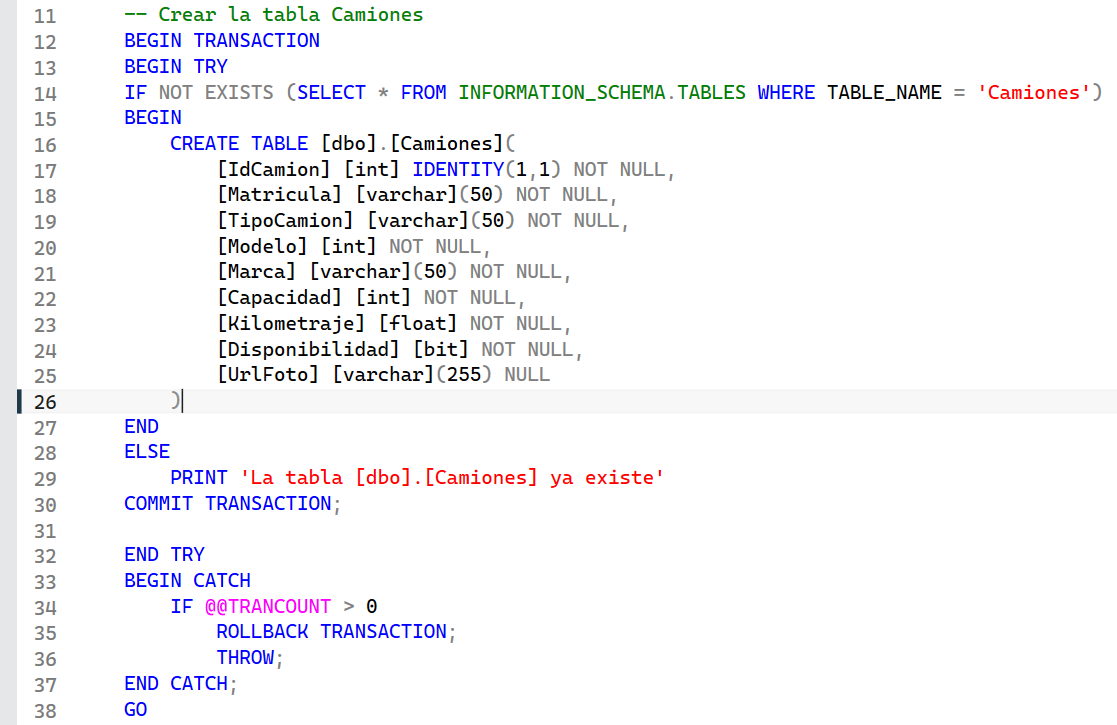 11 -- Crear la tabla Camiones
12 BEGIN TRANSACTION
13 BEGIN TRY
14 IF NOT EXISTS (SELECT * FROM INFORMATION_SCHEMA.TABLES WHERE TABLE_NAME = 'Camiones')
15 BEGIN
16     CREATE TABLE [dbo].[Camiones](
17         [IdCamion] [int] IDENTITY(1,1) NOT NULL,
18         [Matricula] [varchar](50) NOT NULL,
19         [TipoCamion] [varchar](50) NOT NULL,
20         [Modelo] [int] NOT NULL,
21         [Marca] [varchar](50) NOT NULL,
22         [Capacidad] [int] NOT NULL,
23         [Kilometraje] [float] NOT NULL,
24         [Disponibilidad] [bit] NOT NULL,
25         [UrlFoto] [varchar](255) NULL
26     )
27 END
28 ELSE
29     PRINT 'La tabla [dbo].[Camiones] ya existe'
30 COMMIT TRANSACTION;
31
32 END TRY
33 BEGIN CATCH
34     IF @@TRANCOUNT > 0
35         ROLLBACK TRANSACTION;
36         THROW;
37 END CATCH;
38 GO